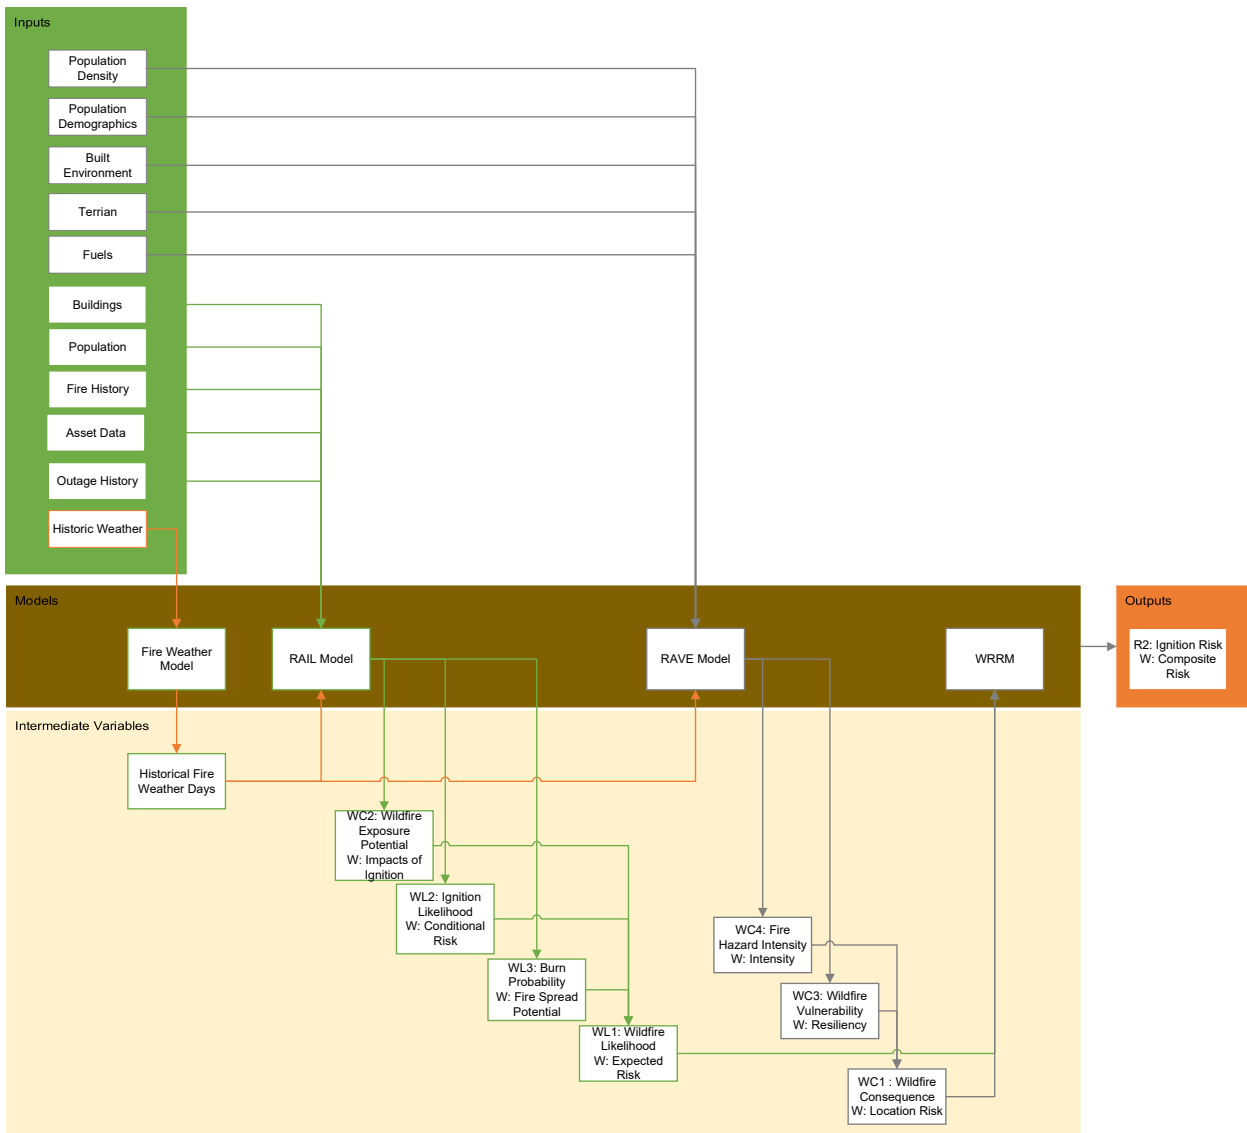 Inputs
Population
Density
Population
Demographics
Built
Environment
Terrian
Fuels
Buildings
Population
Fire History
Asset Data
Outage History
Historic Weather
Models
Fire Weather
Model
RAIL Model
RAVE Model
WRRM
Outputs
R2: Ignition Risk
W: Composite
Risk
Intermediate Variables
Historical Fire
Weather Days
WC2: Wildfire
Exposure
Potential
W: Impacts of
Ignition
WL2: Ignition
Likelihood
W: Conditional
Risk
WL3: Burn
Probability
W: Fire Spread
Potential
WL1: Wildfire
Likelihood
W: Expected
Risk
WC4: Fire
Hazard Intensity
W: Intensity
WC3: Wildfire
Vulnerability
W: Resiliency
WC1 : Wildfire
Consequence
W: Location Risk